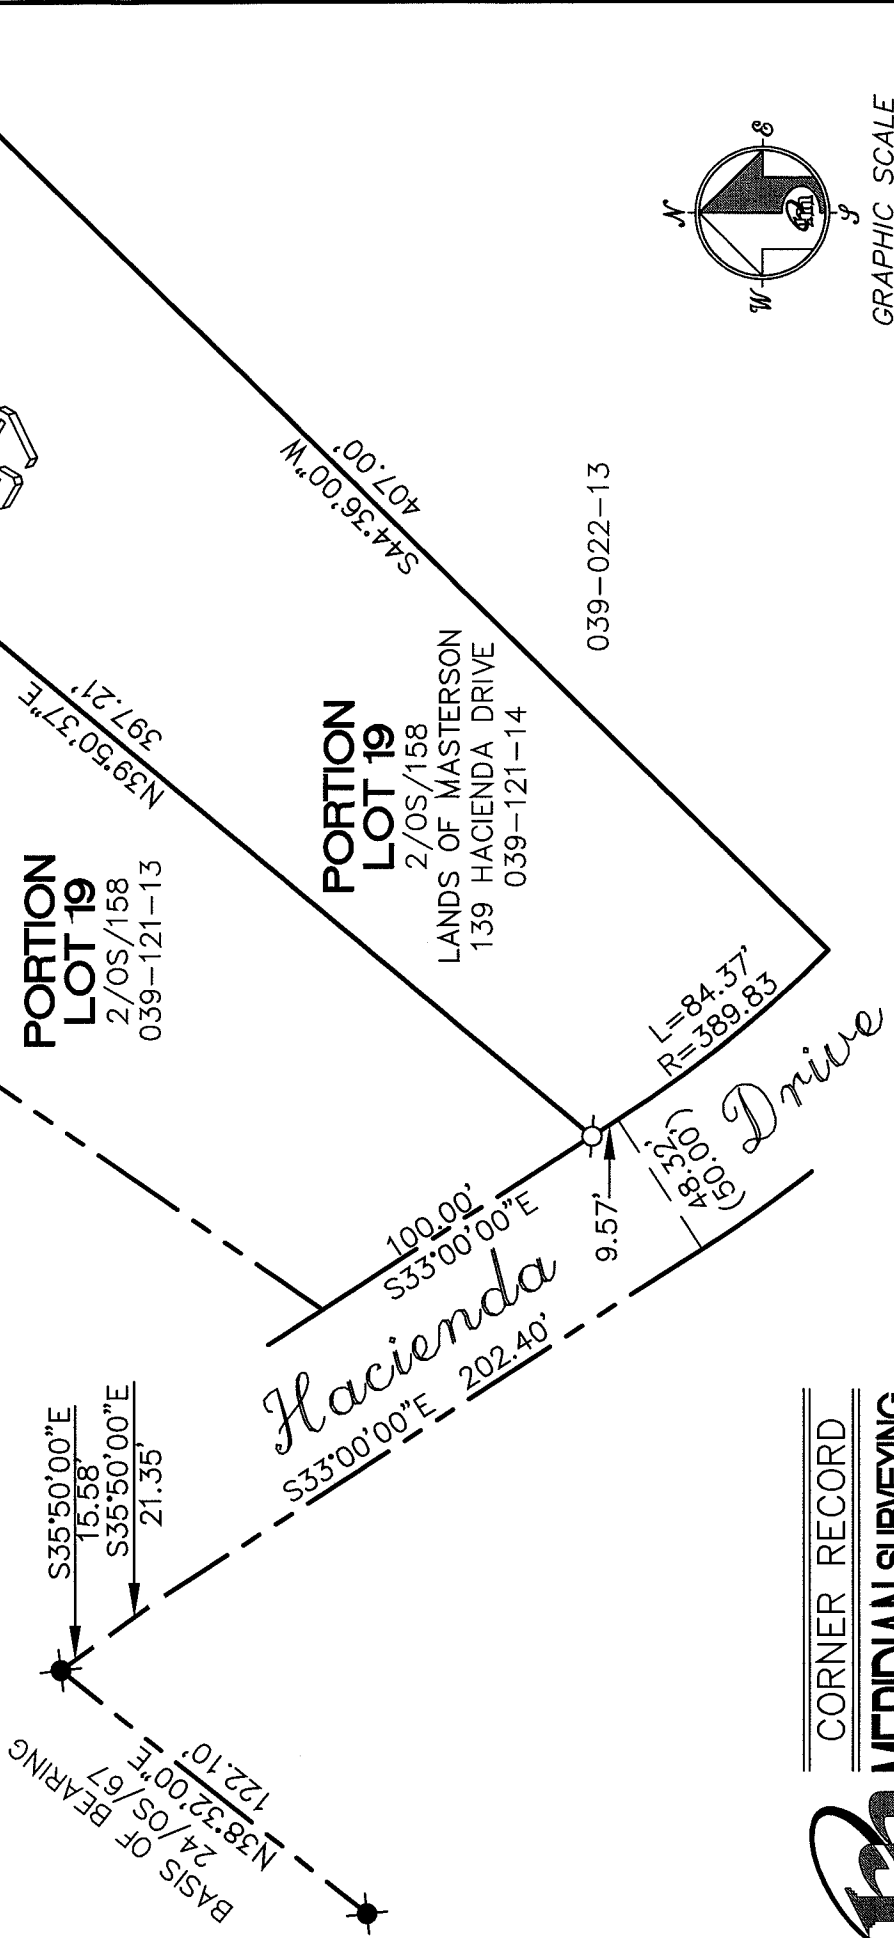 PORTION
LOT 19
2/OS/158
039-121-13
N39°50'37"E
397.21'
PORTION
LOT 19
2/OS/158
LANDS OF MASTERSON
139 HACIENDA DRIVE
039-121-14
S44°36'00"W
407.00'
039-022-13
N
E
S
W
GRAPHIC SCALE
L=84.37'
R=389.83
100.00'
S33°00'00"E
9.57'
48.32'
(50.00')
Hacienda Drive
S33°00'00"E 202.40'
S35°50'00"E
15.58'
S35°50'00"E
21.35'
BASIS OF BEARING
24/OS/67
N38°32'00"E
122.10'
CORNER RECORD
MERIDIAN SURVEYING